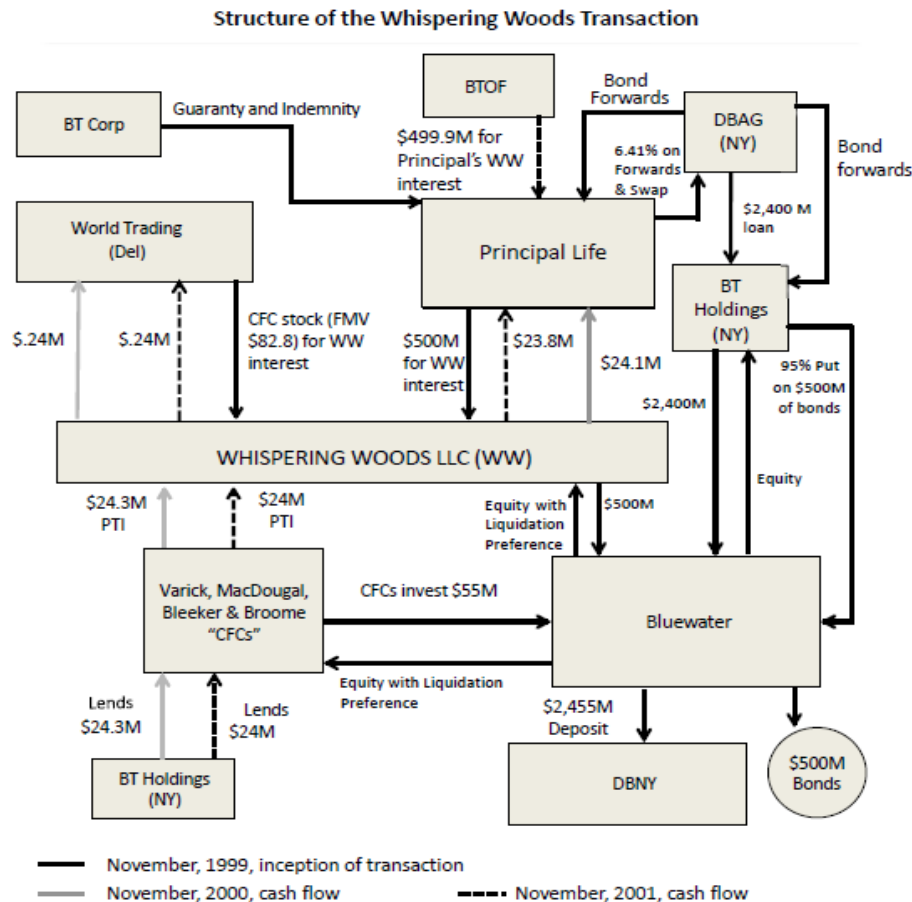 Structure of the Whispering Woods Transaction
BT Corp
Guaranty and Indemnity
BTOF
$499.9M for
Principal's WW
interest
Bond
Forwards
DBAG
(NY)
Bond
forwards
6.41% on
Forwards
& Swap
$2,400 M
loan
World Trading
(Del)
Principal Life
BT
Holdings
(NY)
$.24M
$.24M
CFC stock (FMV
$82.8) for WW
interest
$500M
for WW
interest
$23.8M
$24.1M
$2,400M
95% Put
on $500M
of bonds
WHISPERING WOODS LLC (WW)
$24.3M
PTI
$24M
PTI
Equity with
Liquidation
Preference
$500M
Equity
Varick, MacDougal,
Bleeker & Broome
"CFCs"
CFCs invest $55M
Bluewater
Equity with Liquidation
Preference
Lends
$24.3M
Lends
$24M
$2,455M
Deposit
BT Holdings
(NY)
DBNY
$500M
Bonds
November, 1999, inception of transaction
November, 2000, cash flow
November, 2001, cash flow